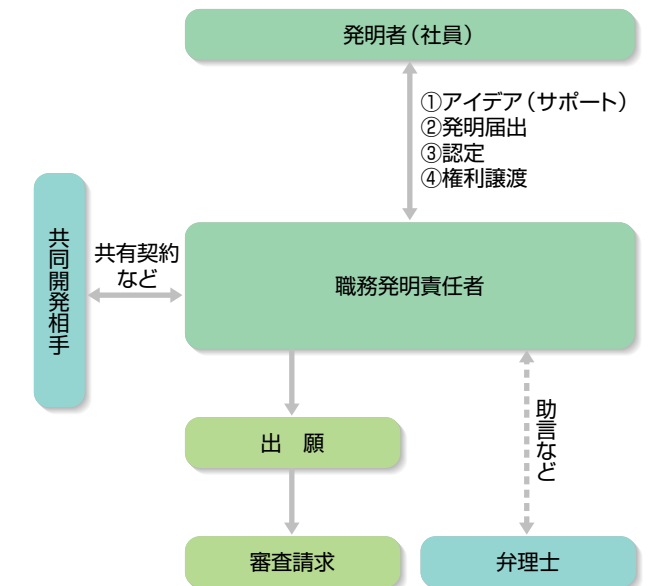 発明者（社員）
①アイデア（サポート）
②発明届出
③認定
④権利譲渡
共同開発相手
共有契約
など
職務発明責任者
助言など
出　願
審査請求
弁理士